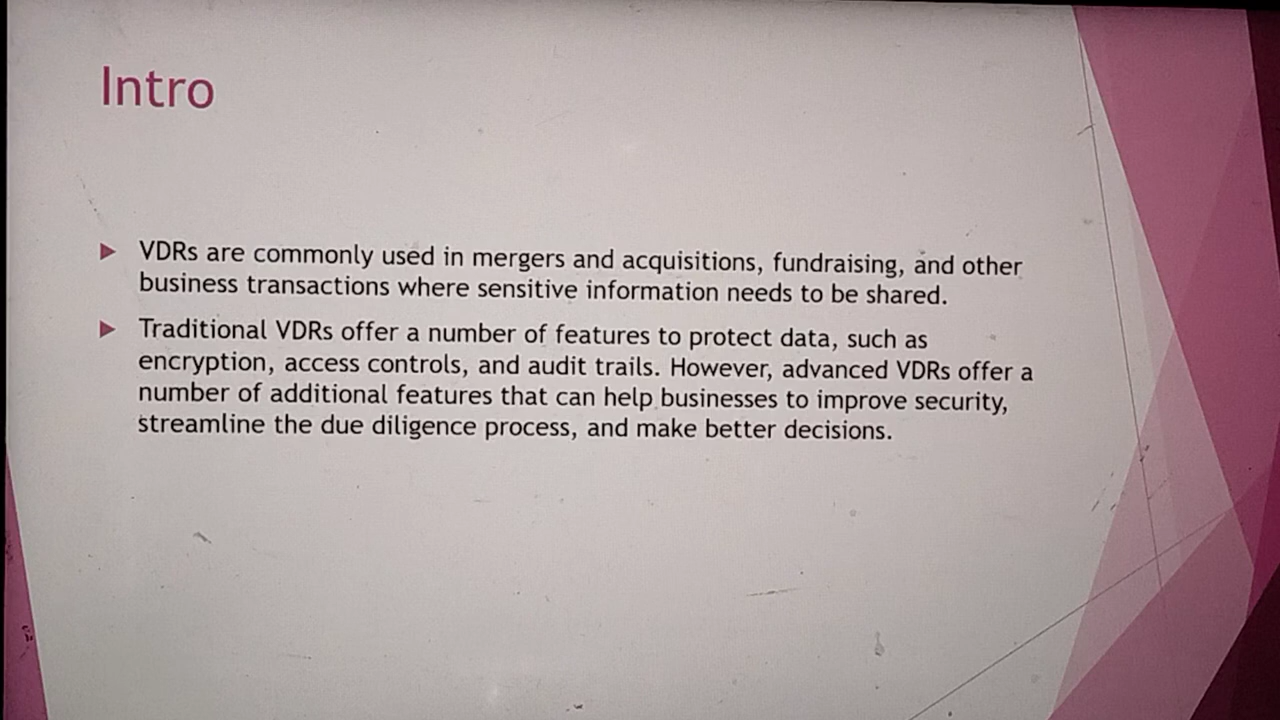 Intro
VDRs are commonly used in mergers and acquisitions, fundraising, and other
business transactions where sensitive information needs to be shared.
Traditional VDRs offer a number of features to protect data, such as
encryption, access controls, and audit trails. However, advanced VDRs offer a
number of additional features that can help businesses to improve security,
streamline the due diligence process, and make better decisions.